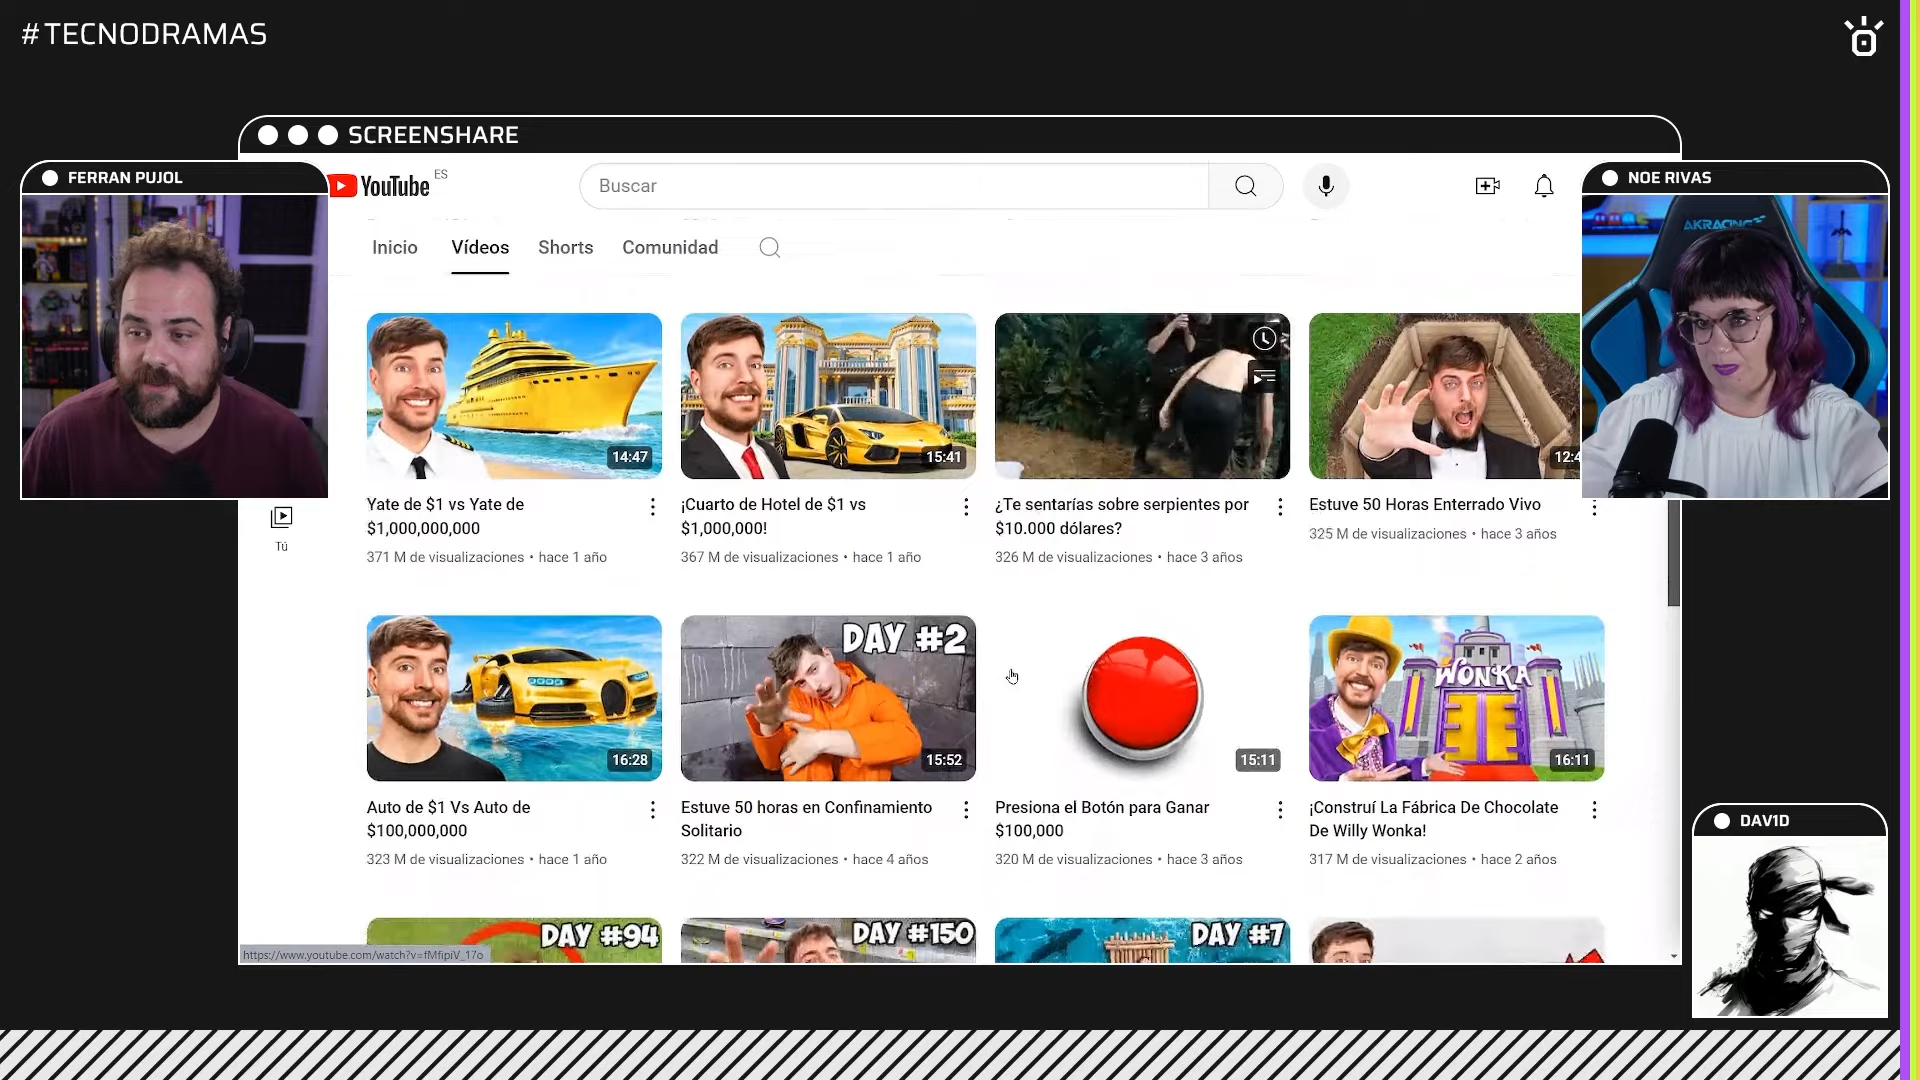 #TECNODRAMAS
SCREENSHARE
FERRAN PUJOL
NOE RIVAS
YouTube ES
Buscar
AKRACING
Inicio
Vídeos
Shorts
Comunidad
14:47
15:41
12:4
Yate de $1 vs Yate de
$1,000,000,000
371 M de visualizaciones • hace 1 año
¡Cuarto de Hotel de $1 vs
$1,000,000!
367 M de visualizaciones • hace 1 año
¿Te sentarías sobre serpientes por
$10.000 dólares?
326 M de visualizaciones • hace 3 años
Estuve 50 Horas Enterrado Vivo
325 M de visualizaciones • hace 3 años
Tú
16:28
DAY #2
15:52
15:11
WONKA
16:11
Auto de $1 Vs Auto de
$100,000,000
323 M de visualizaciones • hace 1 año
Estuve 50 horas en Confinamiento
Solitario
322 M de visualizaciones • hace 4 años
Presiona el Botón para Ganar
$100,000
320 M de visualizaciones • hace 3 años
¡Construí La Fábrica De Chocolate
De Willy Wonka!
317 M de visualizaciones • hace 2 años
DAV1D
DAY #94
DAY #150
DAY #7
https://www.youtube.com/watch?v=fMfipiV_17o